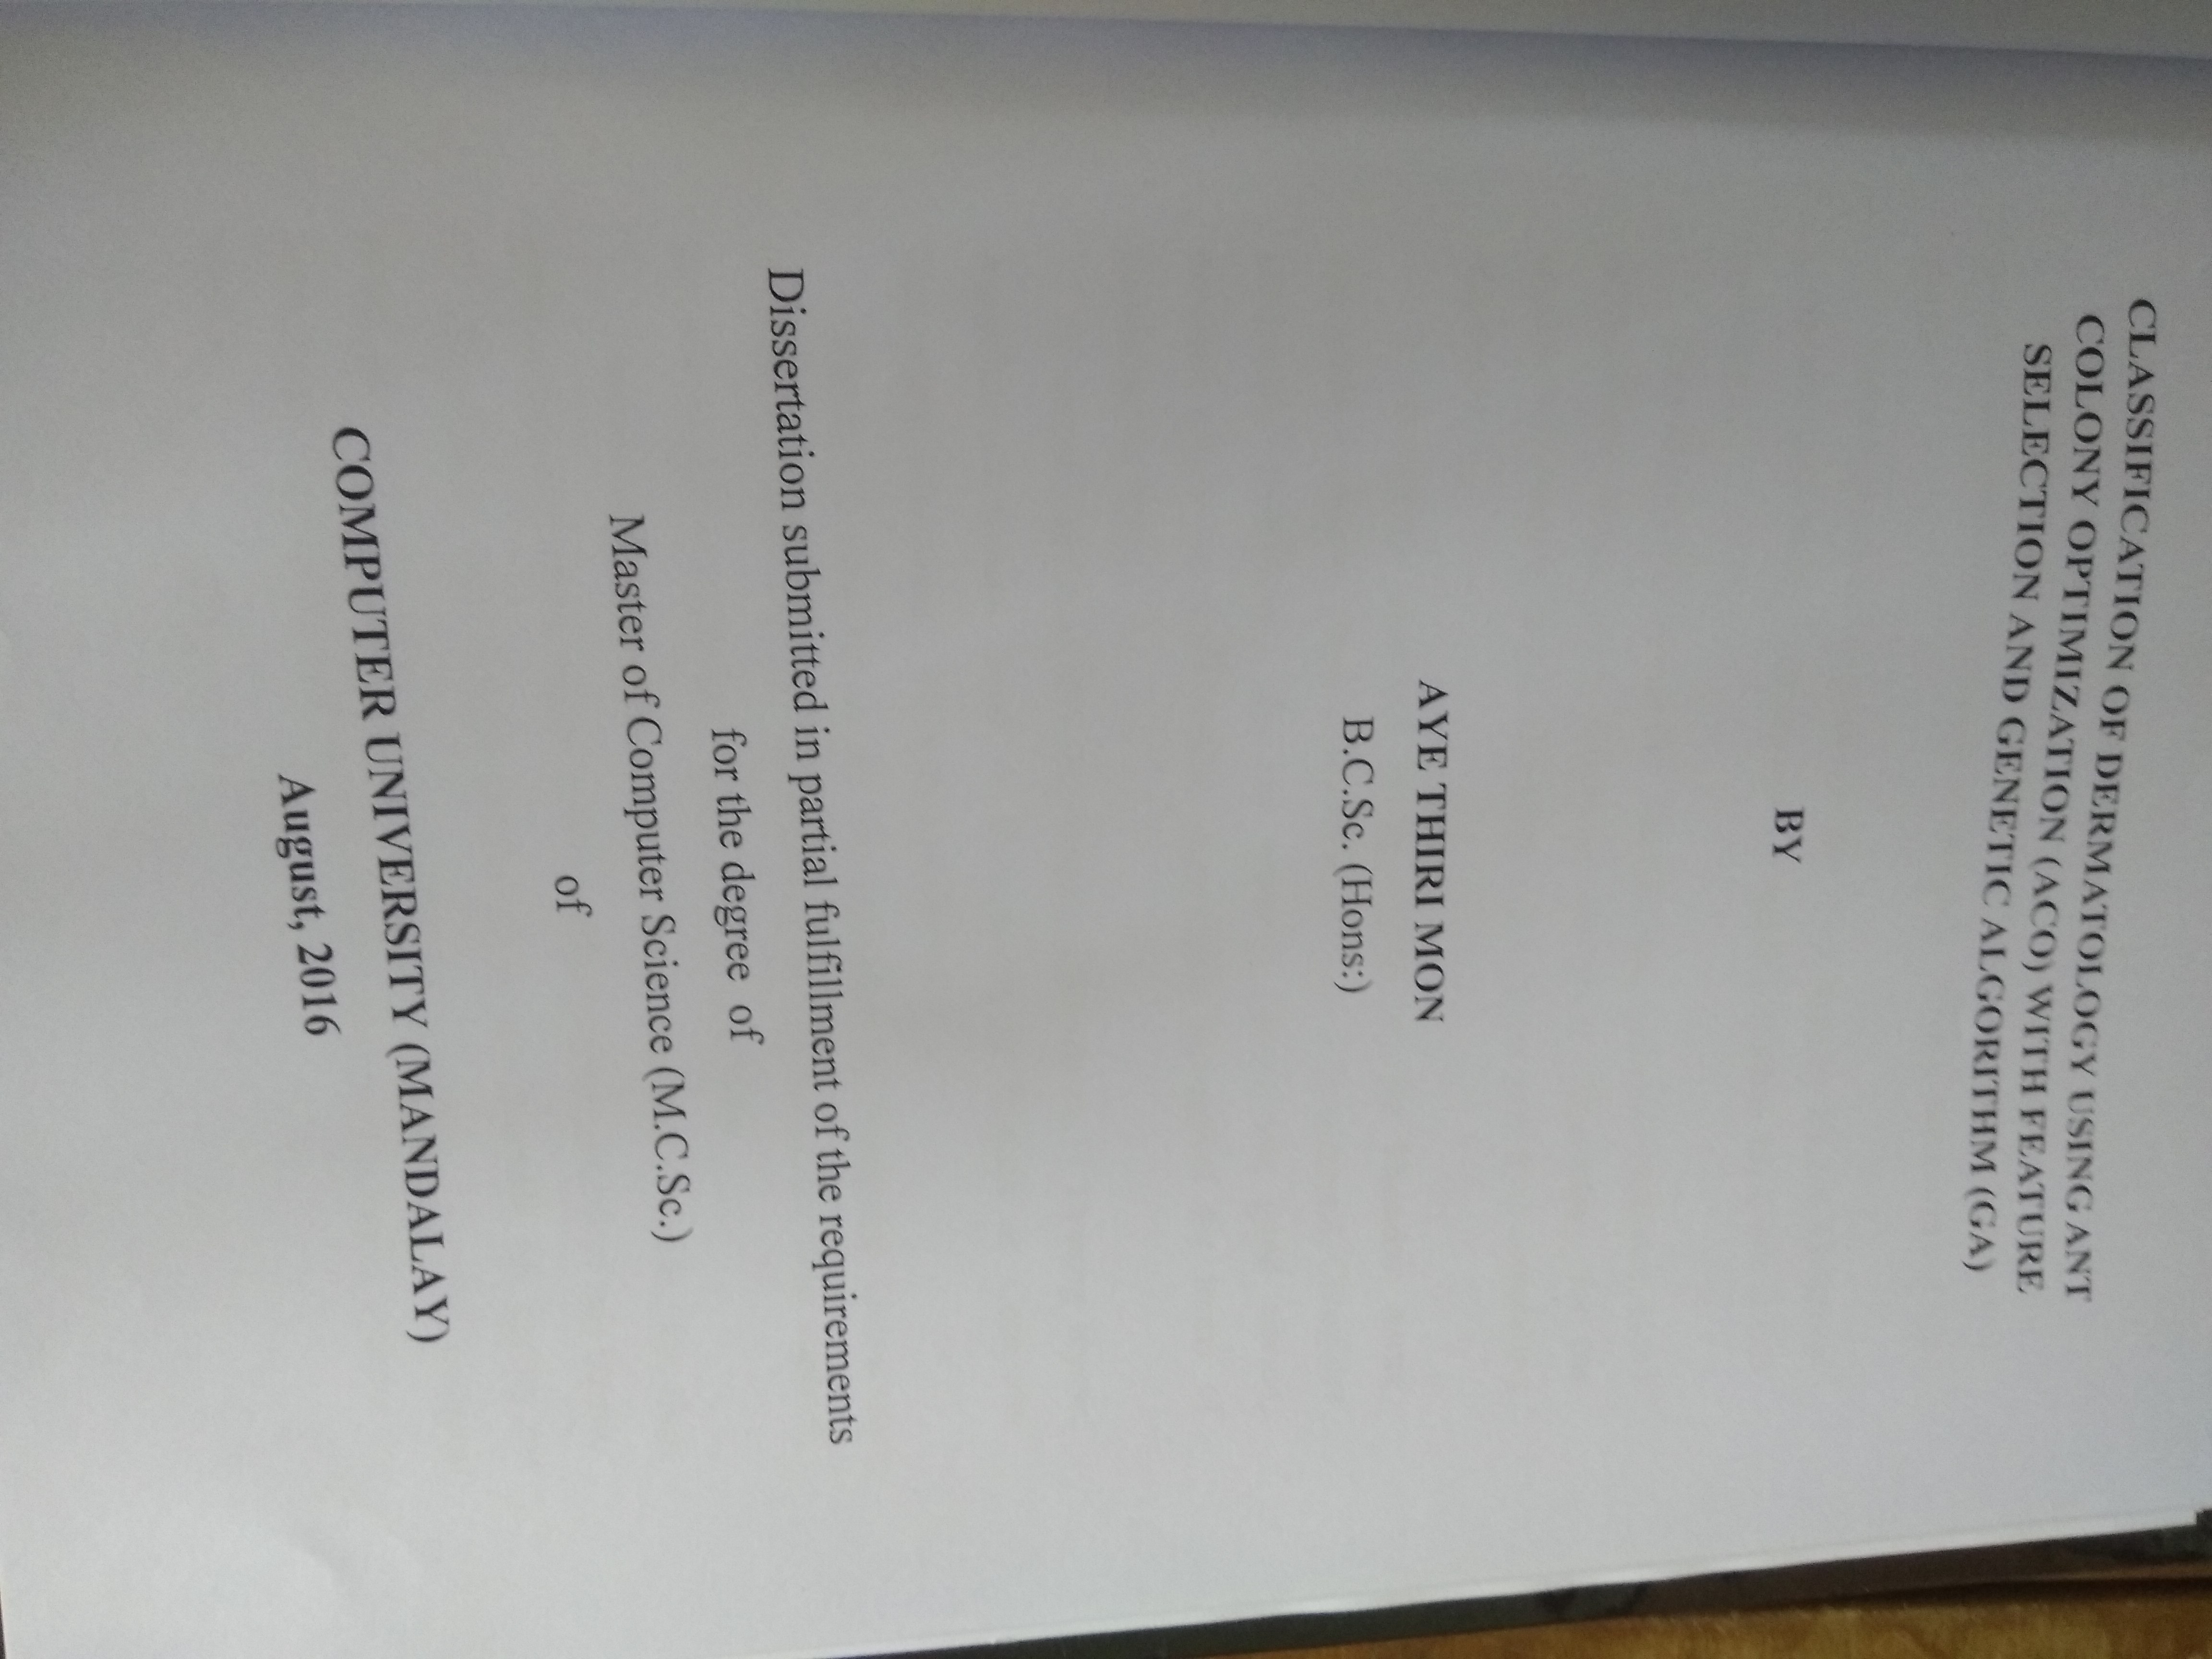 CLASSIFICATION OF DERMATOLOGY USING ANT
COLONY OPTIMIZATION (ACO) WITH FEATURE
SELECTION AND GENETIC ALGORITHM (GA)
BY
AYE THIRI MON
B.C.Sc. (Hons:)
Dissertation submitted in partial fulfillment of the requirements
for the degree of
Master of Computer Science (M.C.Sc.)
of
COMPUTER UNIVERSITY (MANDALAY)
August, 2016